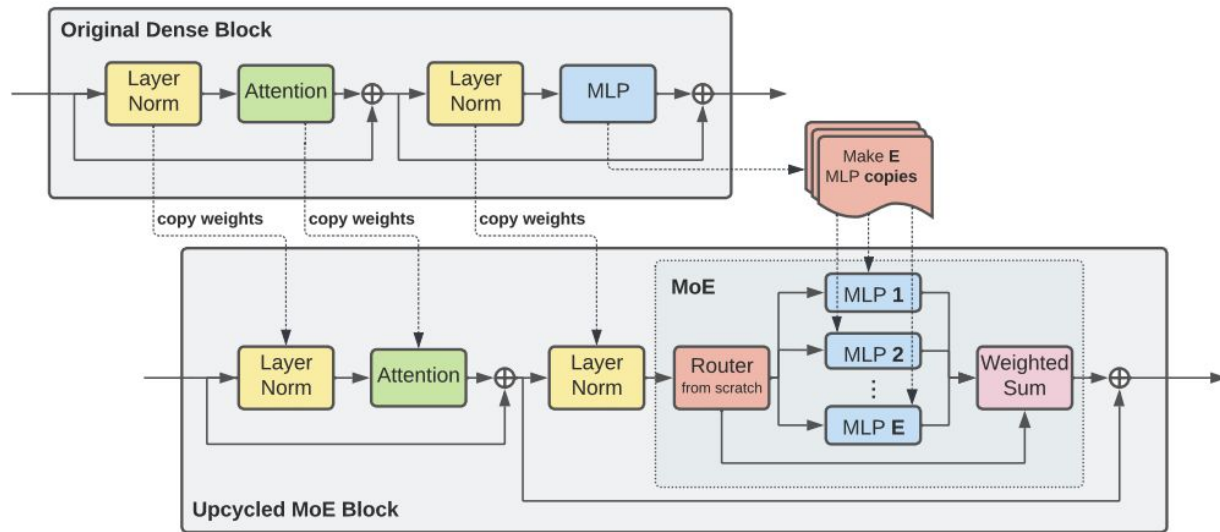 Original Dense Block
Layer
Norm
Attention
Layer
Norm
MLP
Make E
MLP copies
copy weights
copy weights
copy weights
MoE
MLP 1
MLP 2
⋮
MLP E
Layer
Norm
Attention
Layer
Norm
Router
from scratch
Weighted
Sum
Upcycled MoE Block